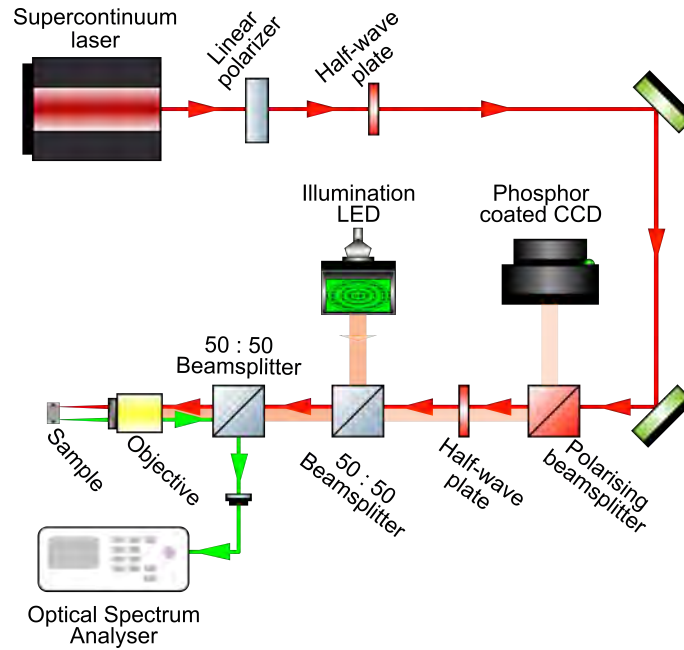 Supercontinuum
laser
Linear
polarizer
Half-wave
plate
Illumination
LED
Phosphor
coated CCD
50 : 50
Beamsplitter
Sample
Objective
50 : 50
Beamsplitter
Half-wave
plate
Polarising
beamsplitter
Optical Spectrum
Analyser